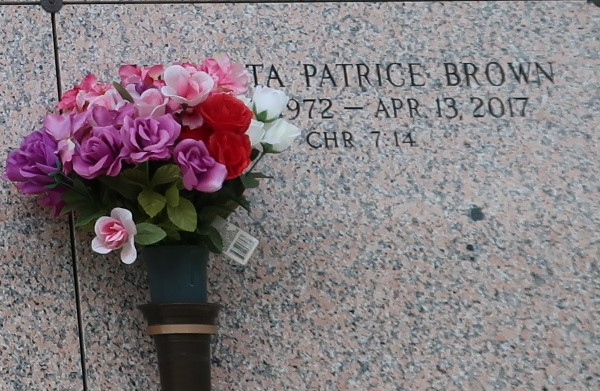 TA PATRICE BROWN
972 — APR. 13, 2017
CHR 7:14